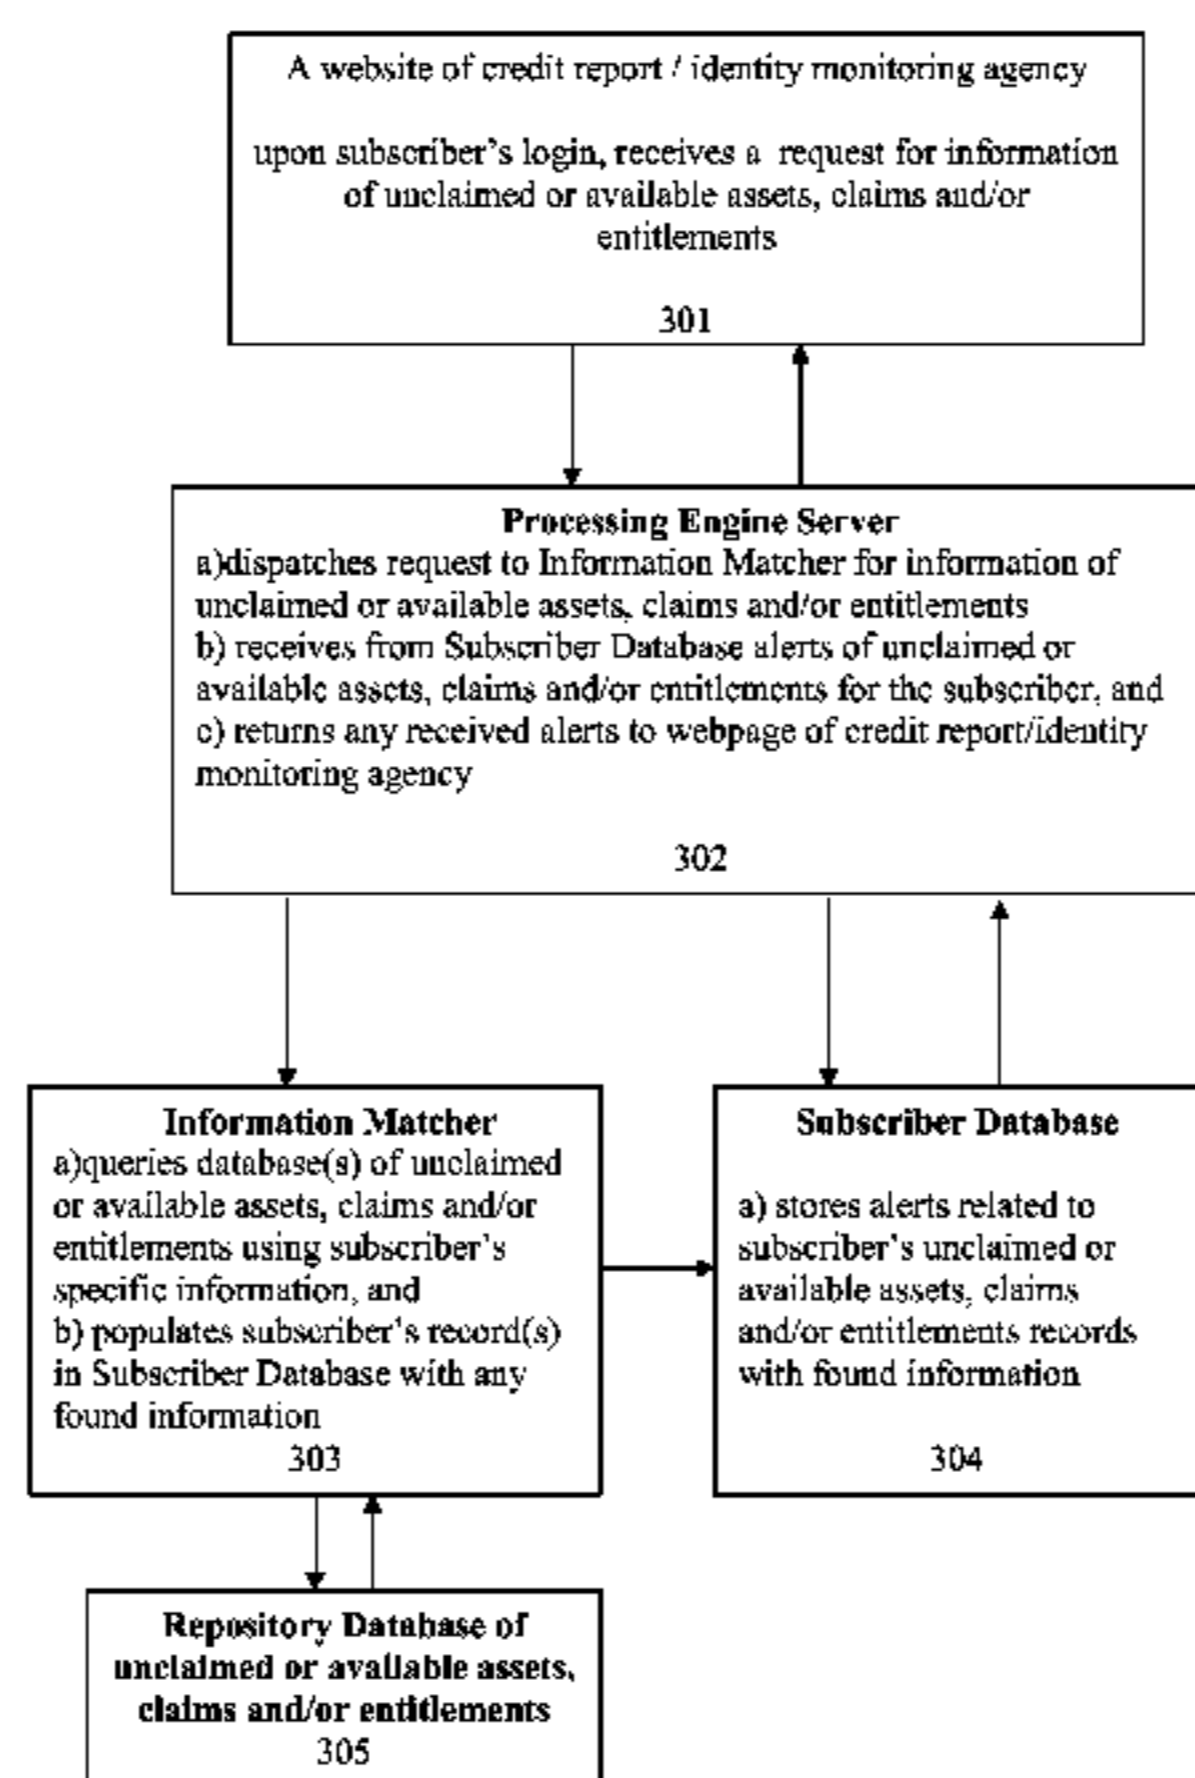 A website of credit report / identity monitoring agency
upon subscriber's login, receives a request for information
of unclaimed or available assets, claims and/or
entitlements
301
Processing Engine Server
a)dispatches request to Information Matcher for information of
unclaimed or available assets, claims and/or entitlements
b) receives from Subscriber Database alerts of unclaimed or
available assets, claims and/or entitlements for the subscriber, and
c) returns any received alerts to webpage of credit report/identity
monitoring agency
302
Information Matcher
a)queries database(s) of unclaimed
or available assets, claims and/or
entitlements using subscriber's
specific information, and
b) populates subscriber's record(s)
in Subscriber Database with any
found information
303
Subscriber Database
a) stores alerts related to
subscriber's unclaimed or
available assets, claims
and/or entitlements records
with found information
304
Repository Database of
unclaimed or available assets,
claims and/or entitlements
305